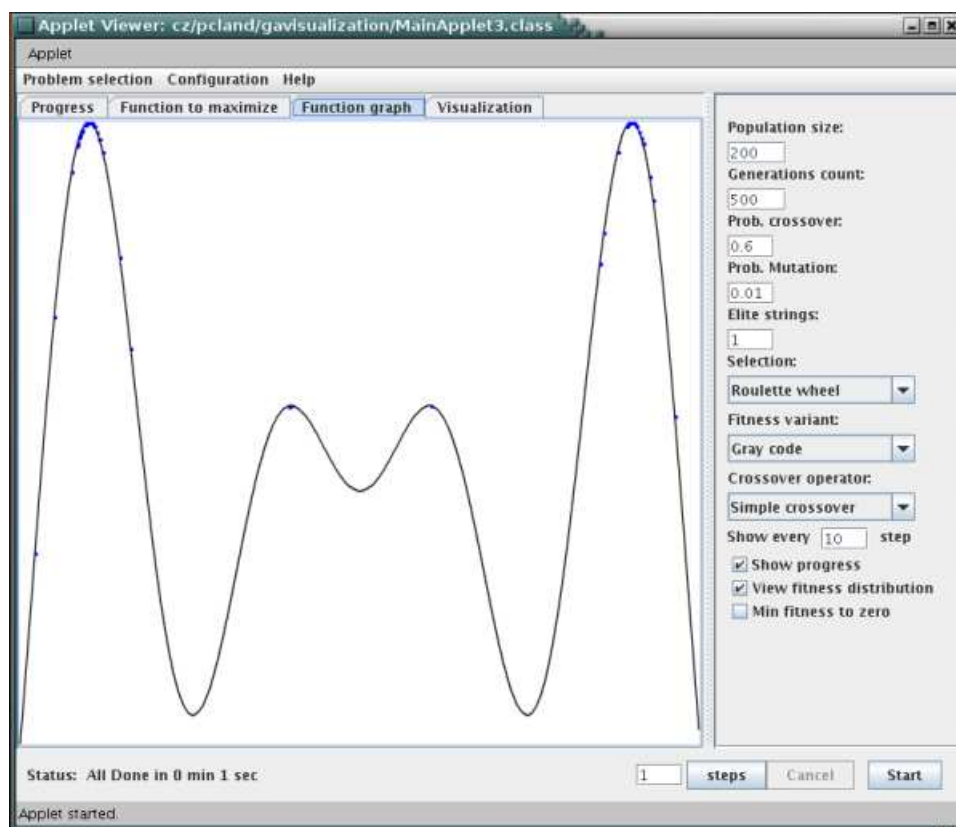 Applet Viewer: cz/pcland/gavisualization/MainApplet3.class
Applet
Problem selection Configuration Help
Progress Function to maximize Function graph Visualization
Population size:
200
Generations count:
500
Prob. crossover:
0.6
Prob. Mutation:
0.01
Elite strings:
1
Selection:
Roulette wheel
Fitness variant:
Gray code
Crossover operator:
Simple crossover
Show every 10 step
Show progress
View fitness distribution
Min fitness to zero
Status: All Done in 0 min 1 sec
1 steps Cancel Start
Applet started.